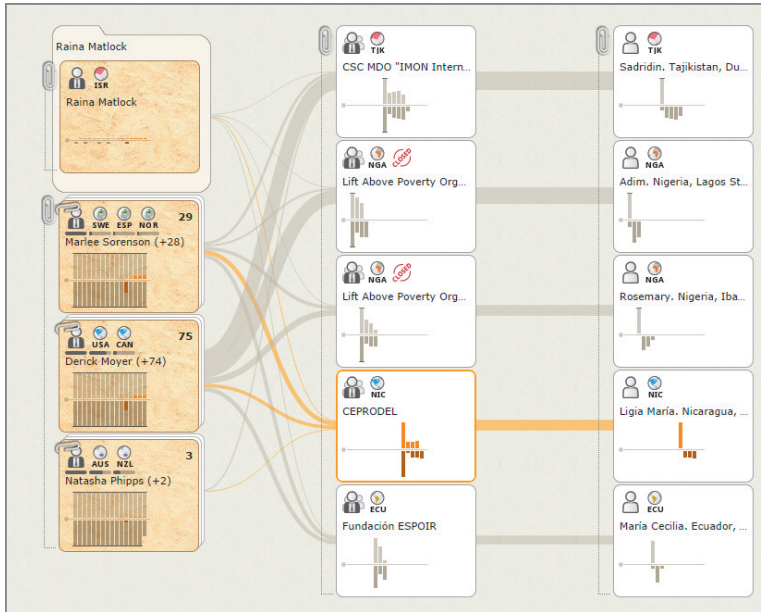 Raina Matlock
ISR
Raina Matlock
29
SWE ESP NOR
Marlee Sorenson (+28)
75
USA CAN
Derick Moyer (+74)
3
AUS NZL
Natasha Phipps (+2)
TJK
CSC MDO "IMON Intern...
NGA CLOSED
Lift Above Poverty Org...
NGA CLOSED
Lift Above Poverty Org...
NIC
CEPRODEL
ECU
Fundación ESPOIR
TJK
Sadridin. Tajikistan, Du...
NGA
Adim. Nigeria, Lagos St...
NGA
Rosemary. Nigeria, Iba...
NIC
Ligia María. Nicaragua, ...
ECU
María Cecilia. Ecuador, ...